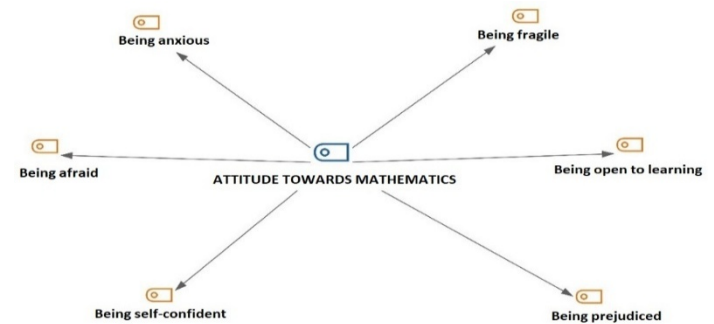 Being anxious
Being fragile
Being afraid
ATTITUDE TOWARDS MATHEMATICS
Being open to learning
Being self-confident
Being prejudiced